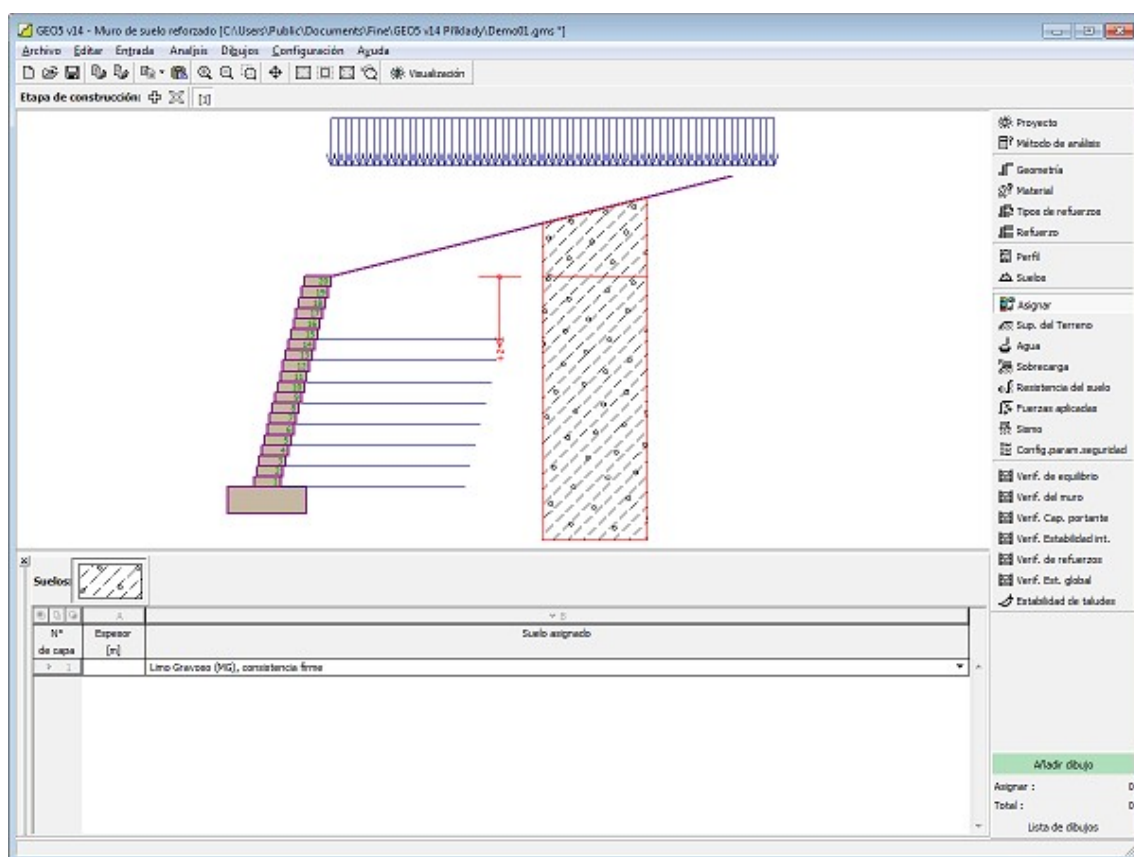 GEO5 v14 - Muro de suelo reforzado [C:\Users\Public\Documents\Fine\GEO5 v14 Příklady\Demo01.gms *]
Archivo Editar Entrada Analjsis Dibujos Configuración Ayuda
Visualización
Etapa de construcción: [1]
Proyecto
Método de análisis
Geometría
Material
Tipos de refuerzos
Refuerzo
Perfil
Suelos
Asignar
Sup. del Terreno
Agua
Sobrecarga
Resistencia del suelo
Fuerzas aplicadas
Sismo
Config.param.seguridad
Verif. de equilibrio
Verif. del muro
Verif. Cap. portante
Verif. Estabilidad int.
Verif. de refuerzos
Verif. Est. global
Estabilidad de taludes
Suelos:
A B
N° de capa
Espesor [m]
Suelo asignado
1 Limo Gravoso (MG), consistencia firme
Añadir dibujo
Asignar : 0
Total : 0
Lista de dibujos